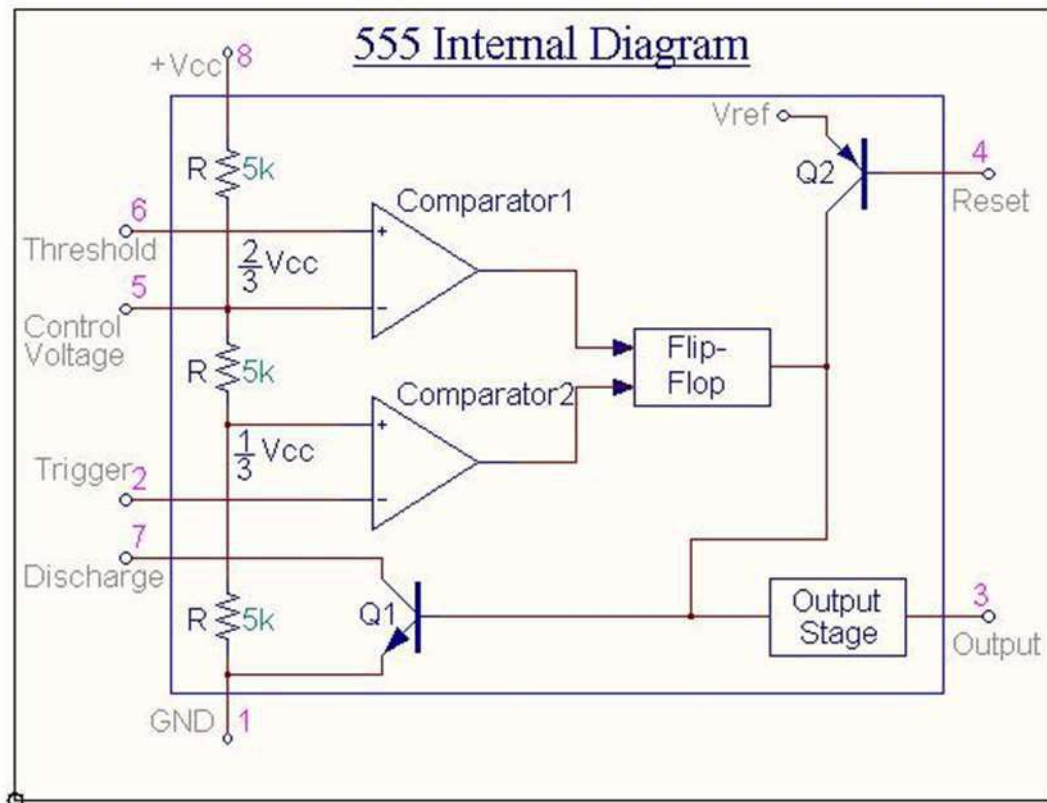 555 Internal Diagram
+Vcc 8
Vref
R 5k
Q2
4
Reset
6
Threshold
Comparator1
2/3 Vcc
5
Control
Voltage
R 5k
Flip-
Flop
Comparator2
1/3 Vcc
Trigger
2
7
Discharge
R 5k
Q1
Output
Stage
3
Output
GND 1